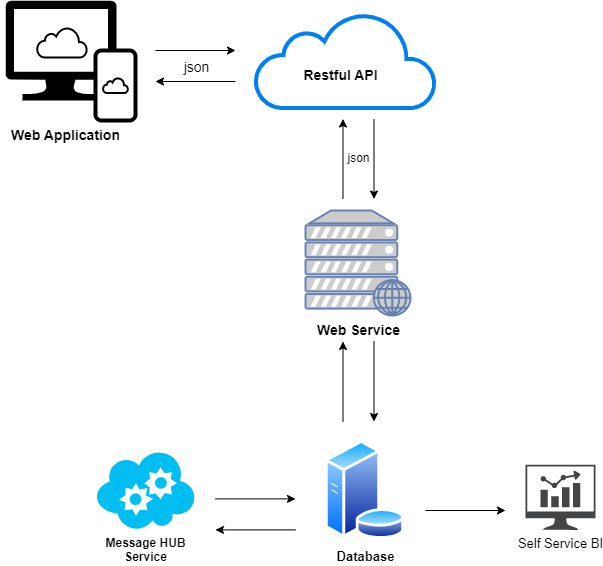 json
Restful API
Web Application
json
Web Service
Message HUB
Service
Database
Self Service BI